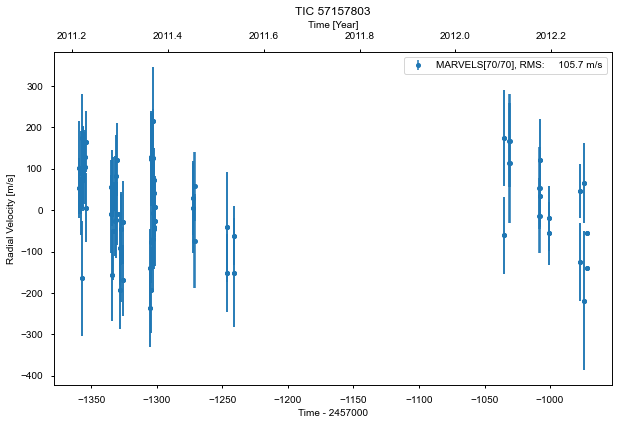 TIC 57157803
Time [Year]
2011.2 2011.4 2011.6 2011.8 2012.0 2012.2
MARVELS[70/70], RMS: 105.7 m/s
Radial Velocity [m/s]
300
200
100
0
−100
−200
−300
−400
−1350 −1300 −1250 −1200 −1150 −1100 −1050 −1000
Time - 2457000